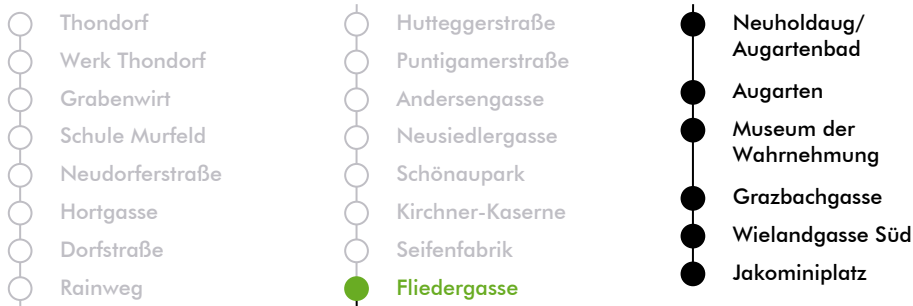 Thondorf
Werk Thondorf
Grabenwirt
Schule Murfeld
Neudorferstraße
Hortgasse
Dorfstraße
Rainweg
Hutteggerstraße
Puntigamerstraße
Andersengasse
Neusiedlergasse
Schönaupark
Kirchner-Kaserne
Seifenfabrik
Fliedergasse
Neuholdaug/
Augartenbad
Augarten
Museum der
Wahrnehmung
Grazbachgasse
Wielandgasse Süd
Jakominiplatz